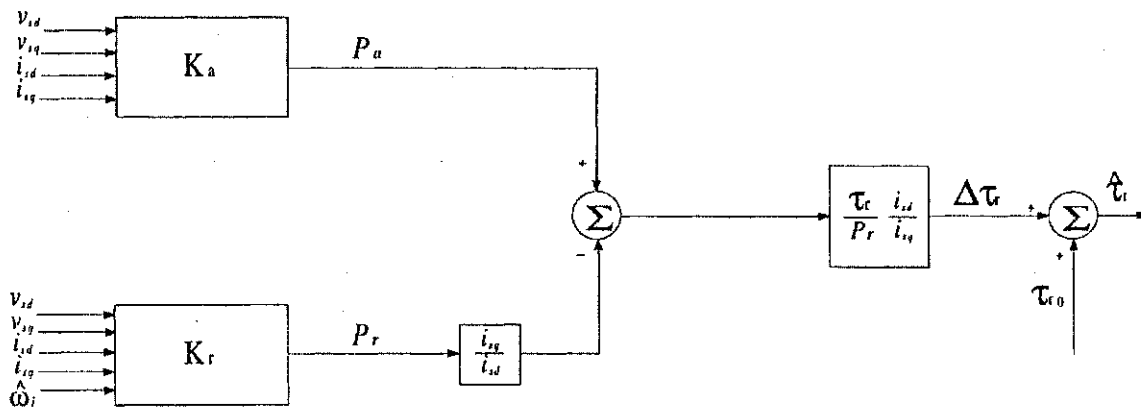 v_sd
v_sq
i_sd
i_sq
K_a
P_a
+
Σ
−
τ_r / P_r i_sd / i_sq
Δτ_r
+
Σ
+
τ̂_r
τ_r0
v_sd
v_sq
i_sd
i_sq
ω̂_i
K_r
P_r
i_sq / i_sd